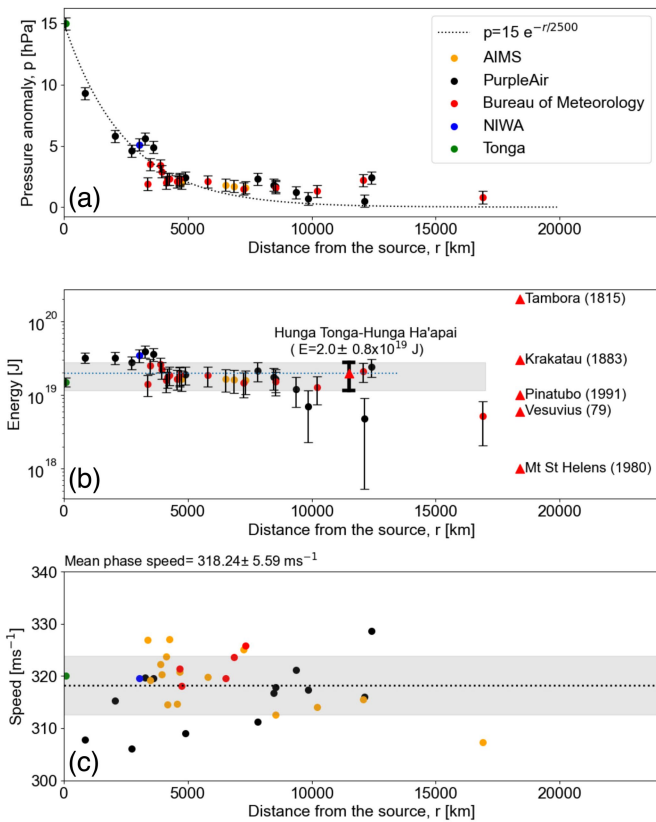 15
10
5
0
Pressure anomaly, p [hPa]
p=15 e^{−r/2500}
AIMS
PurpleAir
Bureau of Meteorology
NIWA
Tonga
(a)
0 5000 10000 15000 20000
Distance from the source, r [km]
10^{20}
10^{19}
10^{18}
Energy [J]
Hunga Tonga-Hunga Ha'apai
( E=2.0± 0.8x10^{19} J)
Tambora (1815)
Krakatau (1883)
Pinatubo (1991)
Vesuvius (79)
Mt St Helens (1980)
(b)
0 5000 10000 15000 20000
Distance from the source, r [km]
Mean phase speed= 318.24± 5.59 ms^{−1}
340
330
320
310
300
Speed [ms^{−1}]
(c)
0 5000 10000 15000 20000
Distance from the source, r [km]